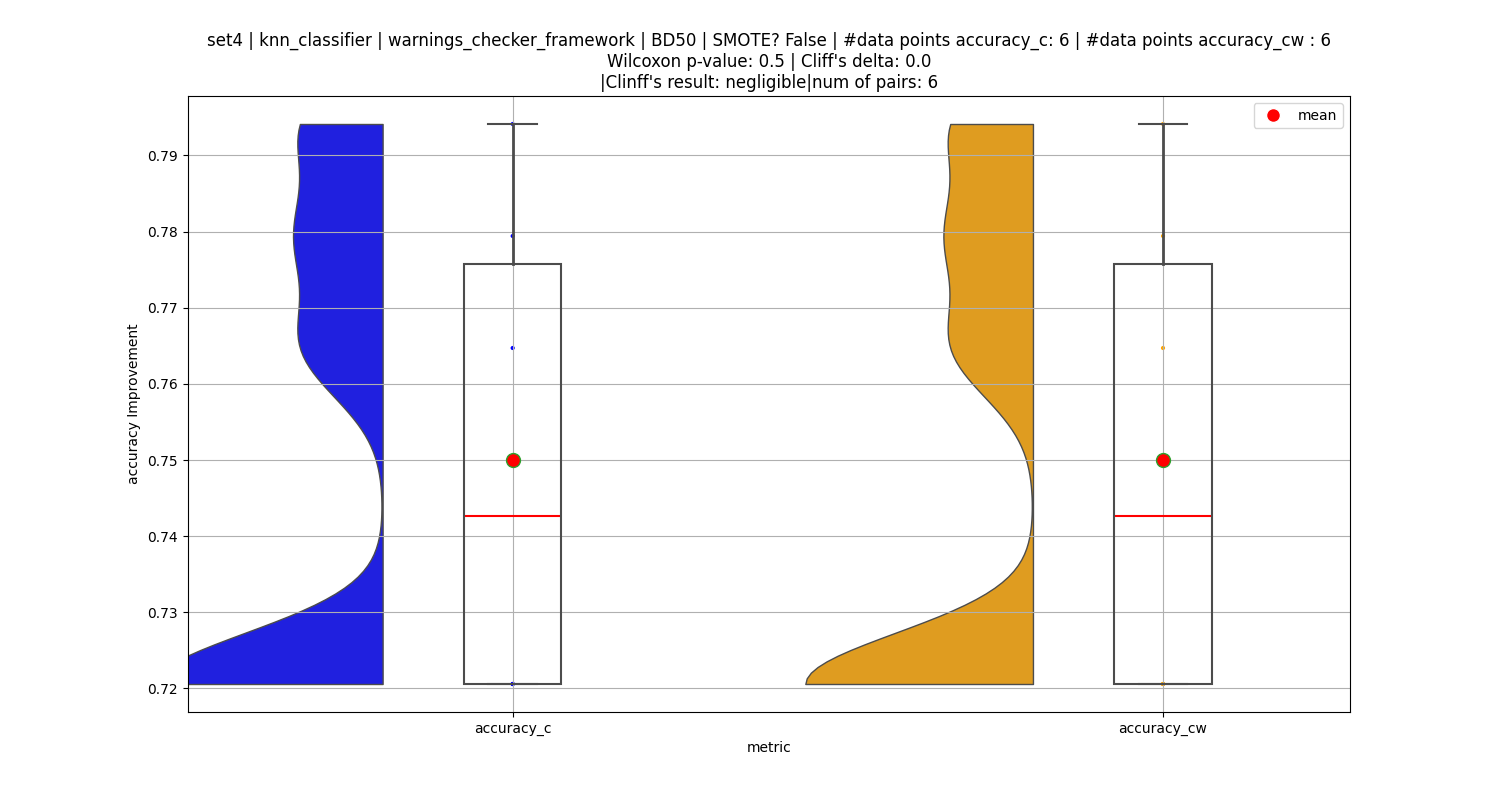 set4 | knn_classifier | warnings_checker_framework | BD50 | SMOTE? False | #data points accuracy_c: 6 | #data points accuracy_cw : 6
Wilcoxon p-value: 0.5 | Cliff's delta: 0.0
|Clinff's result: negligible|num of pairs: 6
mean
0.79
0.78
0.77
0.76
0.75
0.74
0.73
0.72
accuracy Improvement
accuracy_c
accuracy_cw
metric